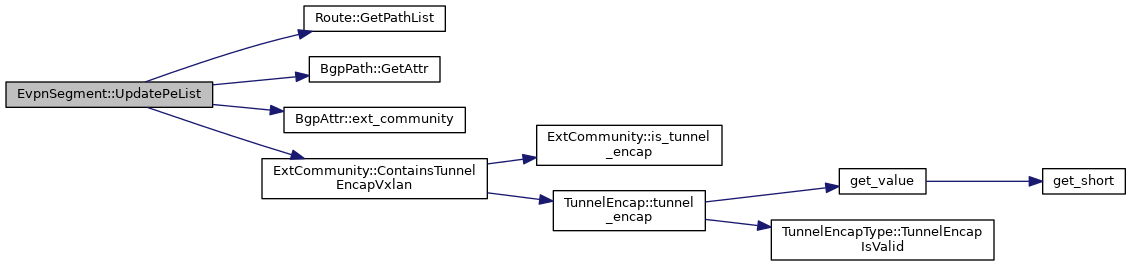 Route::GetPathList
BgpPath::GetAttr
EvpnSegment::UpdatePeList
BgpAttr::ext_community
ExtCommunity::ContainsTunnel
EncapVxlan
ExtCommunity::is_tunnel
_encap
TunnelEncap::tunnel
_encap
get_value
get_short
TunnelEncapType::TunnelEncap
IsValid